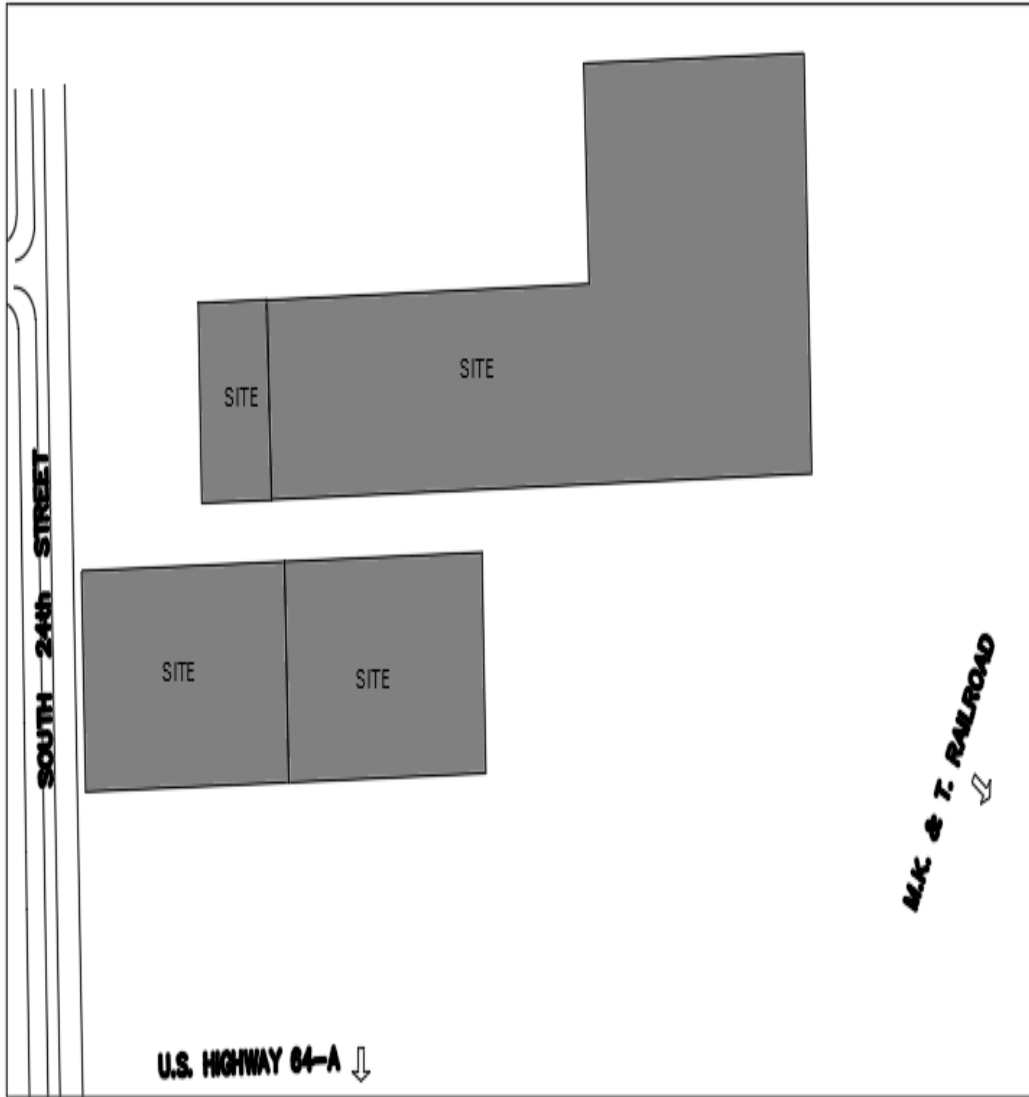 SITE
SITE
SOUTH 24th STREET
SITE
SITE
M.K. & T. RAILROAD
U.S. HIGHWAY 64-A